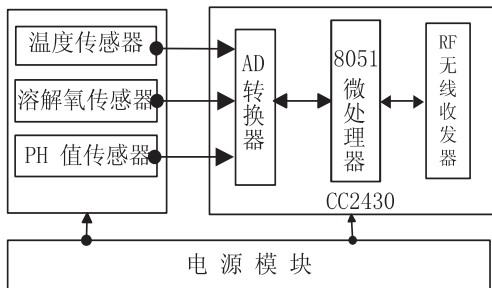 温度传感器
溶解氧传感器
PH 值传感器
AD
转
换
器
8051
微
处
理
器
RF
无
线
收
发
器
CC2430
电 源 模 块